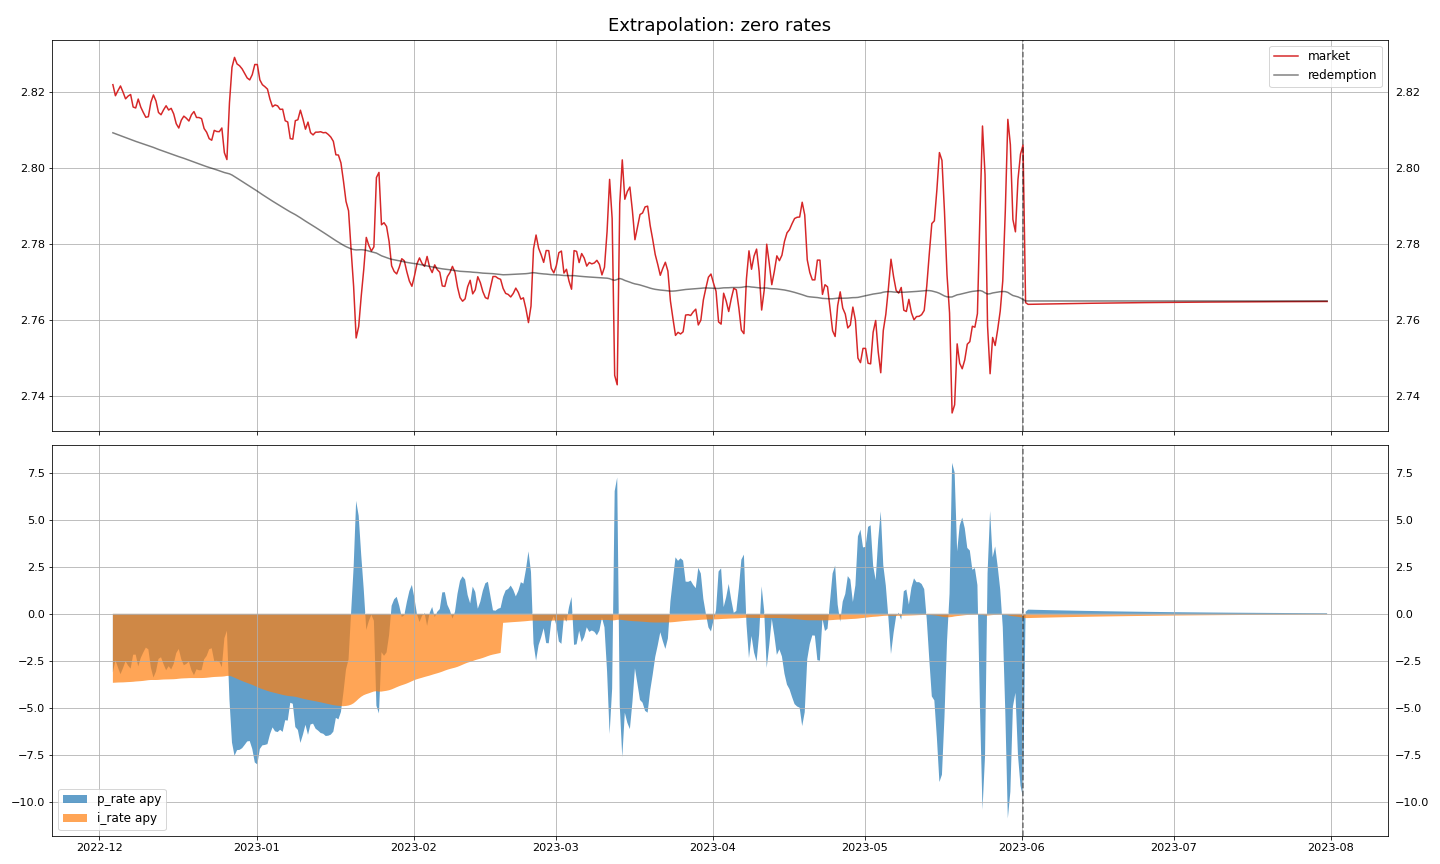 Extrapolation: zero rates
market
redemption
2.82 2.82
2.80 2.80
2.78 2.78
2.76 2.76
2.74 2.74
7.5 7.5
5.0 5.0
2.5 2.5
0.0 0.0
−2.5 −2.5
−5.0 −5.0
−7.5 −7.5
−10.0 −10.0
p_rate apy
i_rate apy
2022-12 2023-01 2023-02 2023-03 2023-04 2023-05 2023-06 2023-07 2023-08